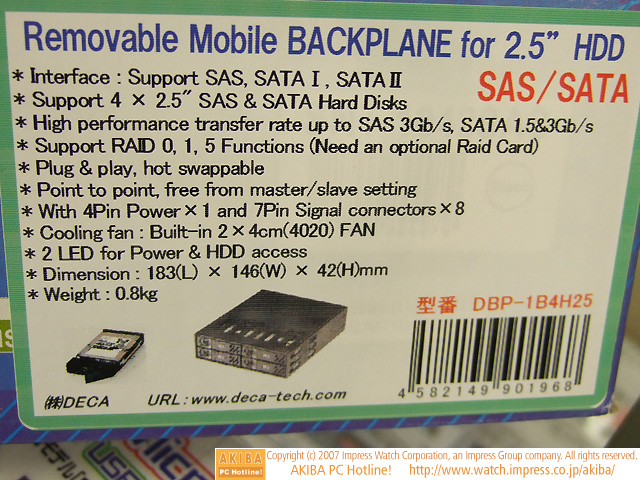 Removable Mobile BACKPLANE for 2.5" HDD
SAS/SATA
* Interface : Support SAS, SATA I , SATA II
* Support 4 × 2.5" SAS & SATA Hard Disks
* High performance transfer rate up to SAS 3Gb/s, SATA 1.5&3Gb/s
* Support RAID 0, 1, 5 Functions (Need an optional Raid Card)
* Plug & play, hot swappable
* Point to point, free from master/slave setting
* With 4Pin Power×1 and 7Pin Signal connectors×8
* Cooling fan : Built-in 2×4cm(4020) FAN
* 2 LED for Power & HDD access
* Dimension : 183(L) × 146(W) × 42(H)mm
* Weight : 0.8kg
型番 DBP-1B4H25
4 582149 901968
㈱DECA URL : www.deca-tech.com
AKIBA
PC Hotline!
Copyright (c) 2007 Impress Watch Corporation, an Impress Group company. All rights reserved.
AKIBA PC Hotline! http://www.watch.impress.co.jp/akiba/